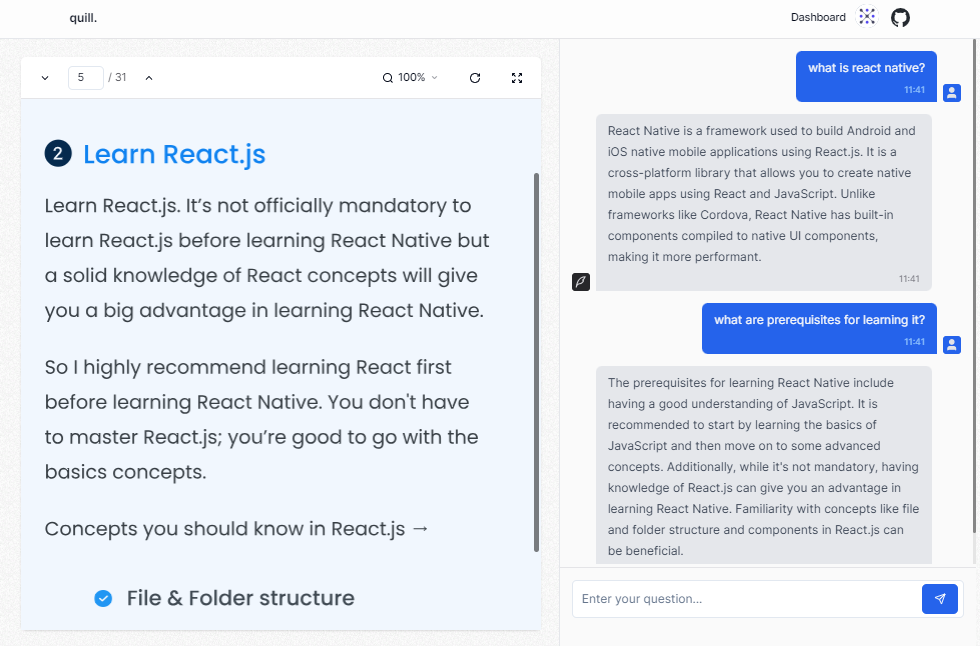 quill.
Dashboard
5 / 31
100%
2 Learn React.js
Learn React.js. It’s not officially mandatory to
learn React.js before learning React Native but
a solid knowledge of React concepts will give
you a big advantage in learning React Native.
So I highly recommend learning React first
before learning React Native. You don't have
to master React.js; you’re good to go with the
basics concepts.
Concepts you should know in React.js →
File & Folder structure
what is react native?
11:41
React Native is a framework used to build Android and
iOS native mobile applications using React.js. It is a
cross-platform library that allows you to create native
mobile apps using React and JavaScript. Unlike
frameworks like Cordova, React Native has built-in
components compiled to native UI components,
making it more performant.
11:41
what are prerequisites for learning it?
11:41
The prerequisites for learning React Native include
having a good understanding of JavaScript. It is
recommended to start by learning the basics of
JavaScript and then move on to some advanced
concepts. Additionally, while it's not mandatory, having
knowledge of React.js can give you an advantage in
learning React Native. Familiarity with concepts like file
and folder structure and components in React.js can
be beneficial.
Enter your question...